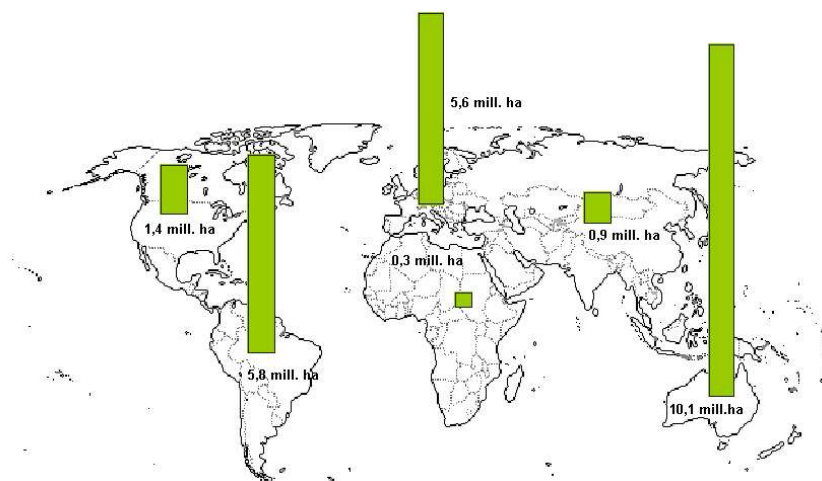 5,6 mill. ha
1,4 mill. ha
0,9 mill. ha
0,3 mill. ha
5,8 mill. ha
10,1 mill.ha